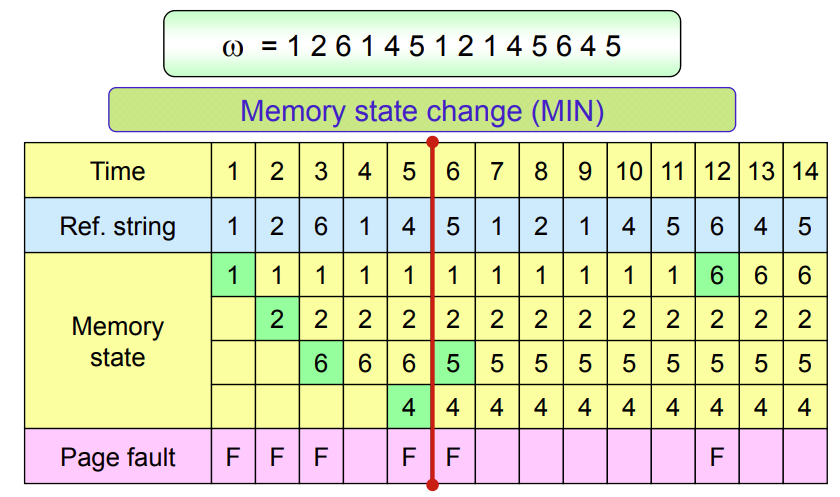 ω = 1 2 6 1 4 5 1 2 1 4 5 6 4 5
Memory state change (MIN)
Time 1 2 3 4 5 6 7 8 9 10 11 12 13 14
Ref. string 1 2 6 1 4 5 1 2 1 4 5 6 4 5
Memory state
1 1 1 1 1 1 1 1 1 1 1 6 6 6
2 2 2 2 2 2 2 2 2 2 2 2 2
6 6 6 5 5 5 5 5 5 5 5 5
4 4 4 4 4 4 4 4 4 4
Page fault F F F F F F